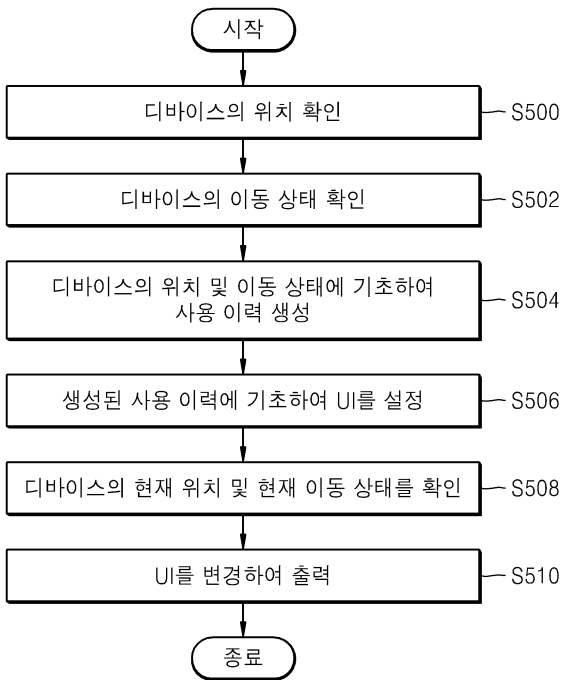 시작
디바이스의 위치 확인
S500
디바이스의 이동 상태 확인
S502
디바이스의 위치 및 이동 상태에 기초하여
사용 이력 생성
S504
생성된 사용 이력에 기초하여 UI를 설정
S506
디바이스의 현재 위치 및 현재 이동 상태를 확인
S508
UI를 변경하여 출력
S510
종료